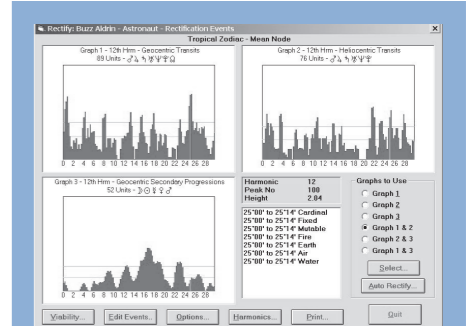 Rectify: Buzz Aldrin - Astronaut - Rectification Events
Tropical Zodiac - Mean Node
Graph 1 - 12th Hrm - Geocentric Transits
89 Units - ♂♃♄♅♆♇☊
0 2 4 6 8 10 12 14 16 18 20 22 24 26 28
Graph 2 - 12th Hrm - Heliocentric Transits
76 Units - ♂♃♄♅♆♇
0 2 4 6 8 10 12 14 16 18 20 22 24 26 28
Graph 3 - 12th Hrm - Geocentric Secondary Progressions
52 Units - ☽☉☿♀♂
0 2 4 6 8 10 12 14 16 18 20 22 24 26 28
Harmonic 12
Peak No 100
Height 2.04
25°00' to 25°14' Cardinal
25°00' to 25°14' Fixed
25°00' to 25°14' Mutable
25°00' to 25°14' Fire
25°00' to 25°14' Earth
25°00' to 25°14' Air
25°00' to 25°14' Water
Graphs to Use
Graph 1
Graph 2
Graph 3
Graph 1 & 2
Graph 2 & 3
Graph 1 & 3
Select...
Auto Rectify...
Viability...
Edit Events..
Options...
Harmonics...
Print...
Quit